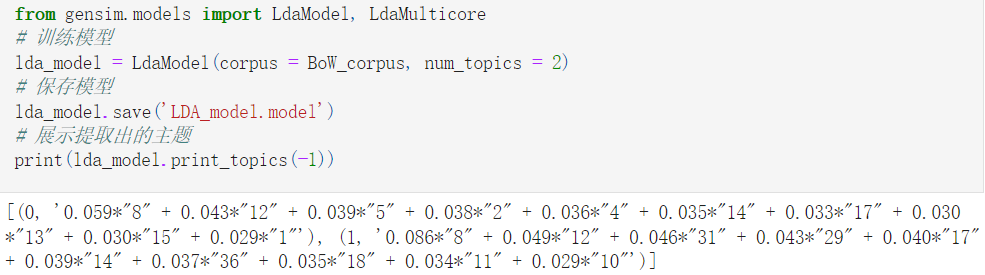 from gensim.models import LdaModel, LdaMulticore
# 训练模型
lda_model = LdaModel(corpus = BoW_corpus, num_topics = 2)
# 保存模型
lda_model.save('LDA_model.model')
# 展示提取出的主题
print(lda_model.print_topics(-1))
[(0, '0.059*"8" + 0.043*"12" + 0.039*"5" + 0.038*"2" + 0.036*"4" + 0.035*"14" + 0.033*"17" + 0.030
*"13" + 0.030*"15" + 0.029*"1"'), (1, '0.086*"8" + 0.049*"12" + 0.046*"31" + 0.043*"29" + 0.040*"17"
+ 0.039*"14" + 0.037*"36" + 0.035*"18" + 0.034*"11" + 0.029*"10"')]